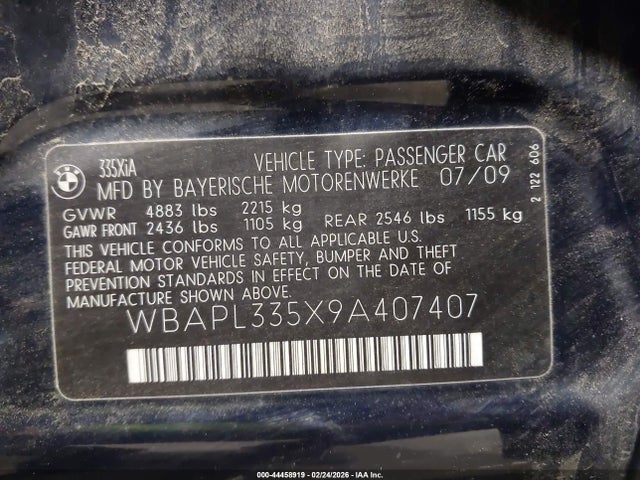 BMW
335XiA
VEHICLE TYPE: PASSENGER CAR
MFD BY BAYERISCHE MOTORENWERKE 07/09
GVWR 4883 lbs 2215 kg
GAWR FRONT 2436 lbs 1105 kg REAR 2546 lbs 1155 kg
THIS VEHICLE CONFORMS TO ALL APPLICABLE U.S.
FEDERAL MOTOR VEHICLE SAFETY, BUMPER AND THEFT
PREVENTION STANDARDS IN EFFECT ON THE DATE OF
MANUFACTURE SHOWN ABOVE.
WBAPL335X9A407407
2 122 606
000-44458919 - 02/24/2026 - IAA Inc.